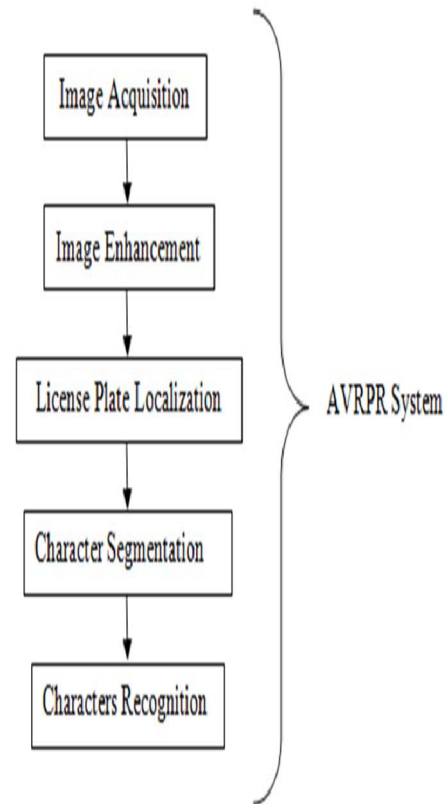 Image Acquisition
Image Enhancement
License Plate Localization
AVRPR System
Character Segmentation
Characters Recognition